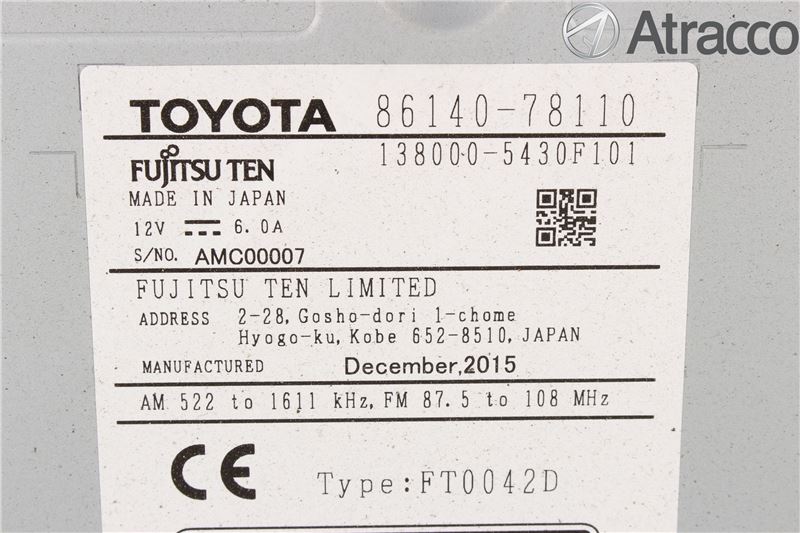 Atracco
TOYOTA 86140-78110
FUJITSU TEN 138000-5430F101
MADE IN JAPAN
12V 6.0A
S/NO. AMC00007
FUJITSU TEN LIMITED
ADDRESS 2-28, Gosho-dori 1-chome
Hyogo-ku, Kobe 652-8510, JAPAN
MANUFACTURED December,2015
AM 522 to 1611 kHz, FM 87.5 to 108 MHz
CE Type:FT0042D